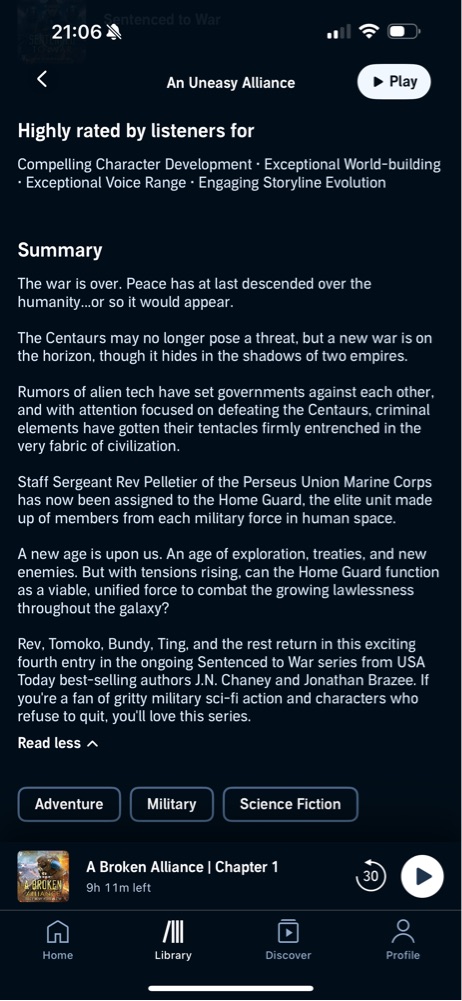 Sentenced to War
21:06
An Uneasy Alliance
Play
Highly rated by listeners for
Compelling Character Development · Exceptional World-building
· Exceptional Voice Range · Engaging Storyline Evolution
Summary
The war is over. Peace has at last descended over the
humanity...or so it would appear.
The Centaurs may no longer pose a threat, but a new war is on
the horizon, though it hides in the shadows of two empires.
Rumors of alien tech have set governments against each other,
and with attention focused on defeating the Centaurs, criminal
elements have gotten their tentacles firmly entrenched in the
very fabric of civilization.
Staff Sergeant Rev Pelletier of the Perseus Union Marine Corps
has now been assigned to the Home Guard, the elite unit made
up of members from each military force in human space.
A new age is upon us. An age of exploration, treaties, and new
enemies. But with tensions rising, can the Home Guard function
as a viable, unified force to combat the growing lawlessness
throughout the galaxy?
Rev, Tomoko, Bundy, Ting, and the rest return in this exciting
fourth entry in the ongoing Sentenced to War series from USA
Today best-selling authors J.N. Chaney and Jonathan Brazee. If
you're a fan of gritty military sci-fi action and characters who
refuse to quit, you'll love this series.
Read less
Adventure
Military
Science Fiction
A BROKEN
ALLIANCE
A Broken Alliance | Chapter 1
9h 11m left
30
Home
Library
Discover
Profile